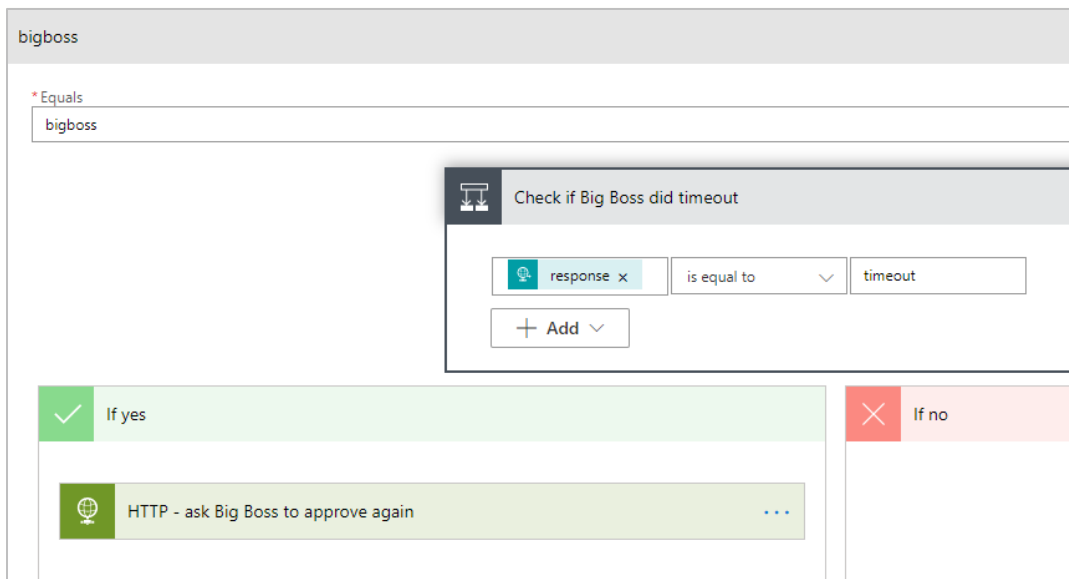 bigboss
* Equals
bigboss
Check if Big Boss did timeout
response x is equal to timeout
+ Add
If yes
If no
HTTP - ask Big Boss to approve again